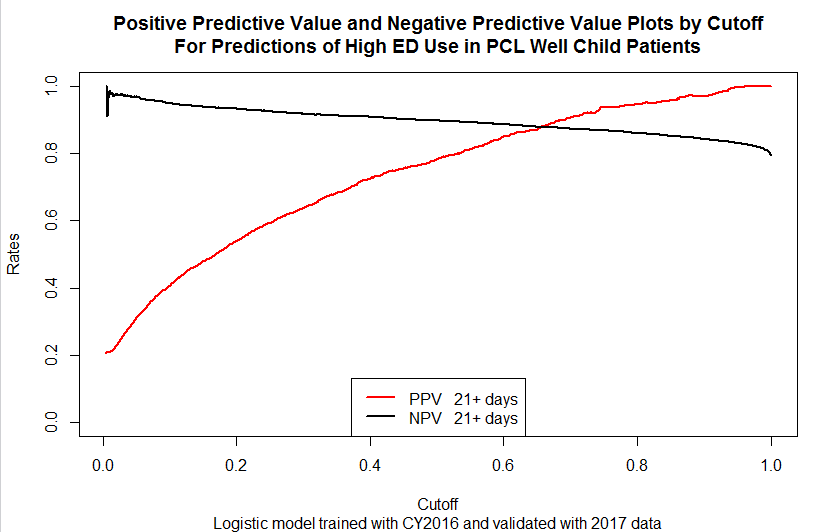 Positive Predictive Value and Negative Predictive Value Plots by Cutoff
For Predictions of High ED Use in PCL Well Child Patients
1.0
0.8
0.6
0.4
0.2
0.0
Rates
PPV 21+ days
NPV 21+ days
0.0 0.2 0.4 0.6 0.8 1.0
Cutoff
Logistic model trained with CY2016 and validated with 2017 data